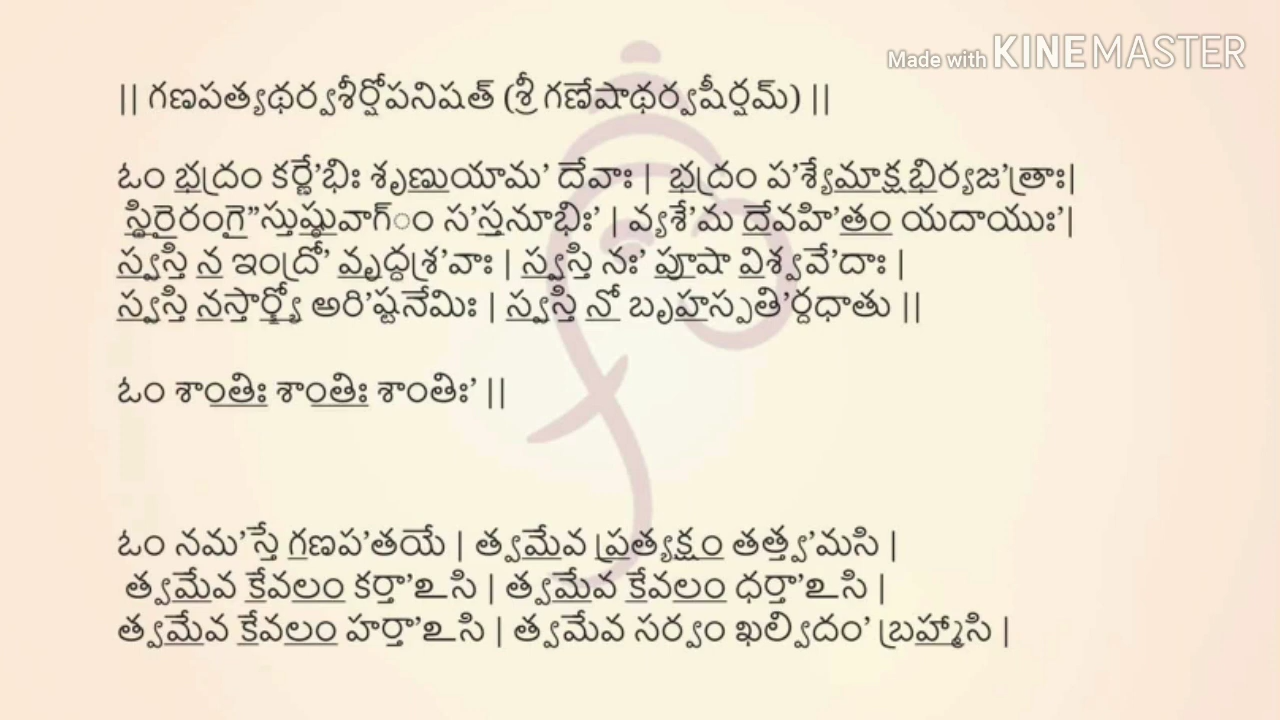 Made with KINEMASTER
|| గణపత్యథర్వశీర్షోపనిషత్ (శ్రీ గణేషాథర్వషీర్షమ్) ||
ఓం భద్రం కర్ణే’భిః శృణుయామ’ దేవాః | భద్రం ప’శ్యేమాక్షభిర్యజ’త్రాః|
స్థిరైరంగై”స్తుష్ఠువాగ్‌ం స’స్తనూభిః’ | వ్యశే’మ దేవహి’తం యదాయుః’|
స్వస్తి న ఇంద్రో’ వృద్ధశ్ర’వాః | స్వస్తి నః’ పూషా విశ్వవే’దాః |
స్వస్తి నస్తార్క్ష్యో అరి’ష్టనేమిః | స్వస్తి నో బృహస్పతి’ర్దధాతు ||
ఓం శాంతిః శాంతిః శాంతిః’ ||
ఓం నమ’స్తే గణప’తయే | త్వమేవ ప్రత్యక్షం తత్త్వ’మసి |
త్వమేవ కేవలం కర్తా’ఽసి | త్వమేవ కేవలం ధర్తా’ఽసి |
త్వమేవ కేవలం హర్తా’ఽసి | త్వమేవ సర్వం ఖల్విదం’ బ్రహ్మాసి |